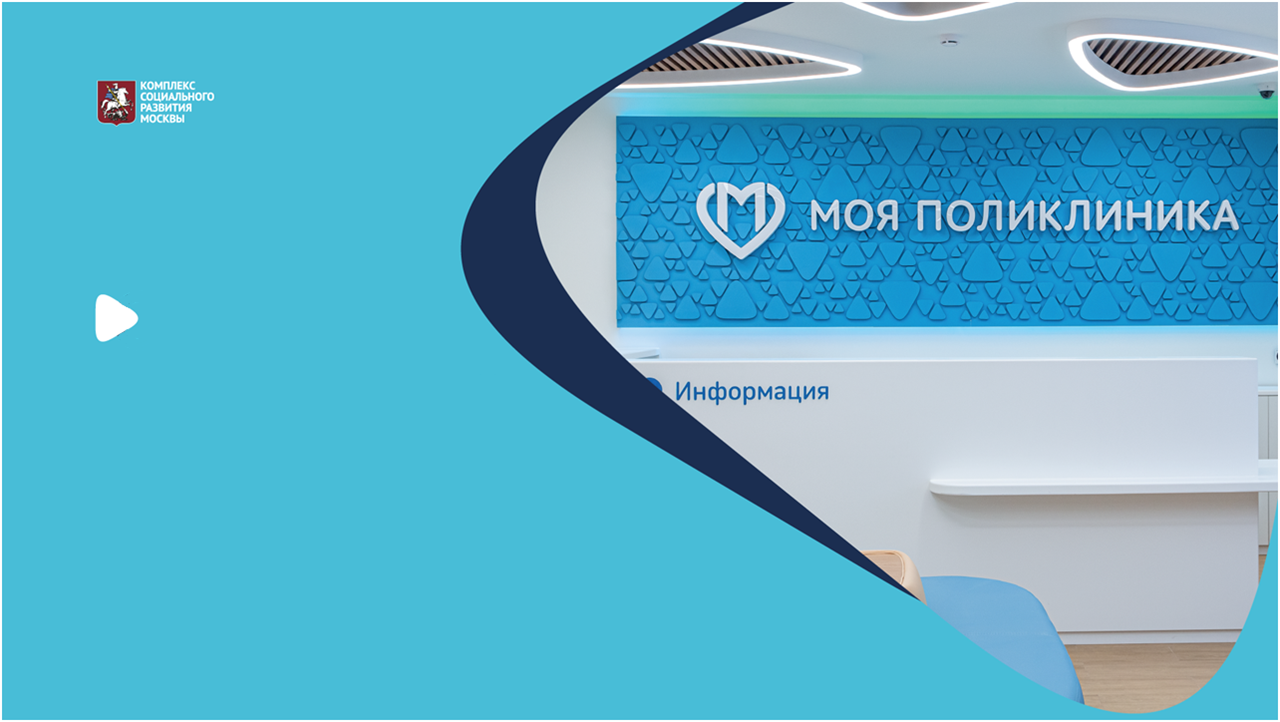 КОМПЛЕКС
СОЦИАЛЬНОГО
РАЗВИТИЯ
МОСКВЫ
МОЯ ПОЛИКЛИНИКА
Информация